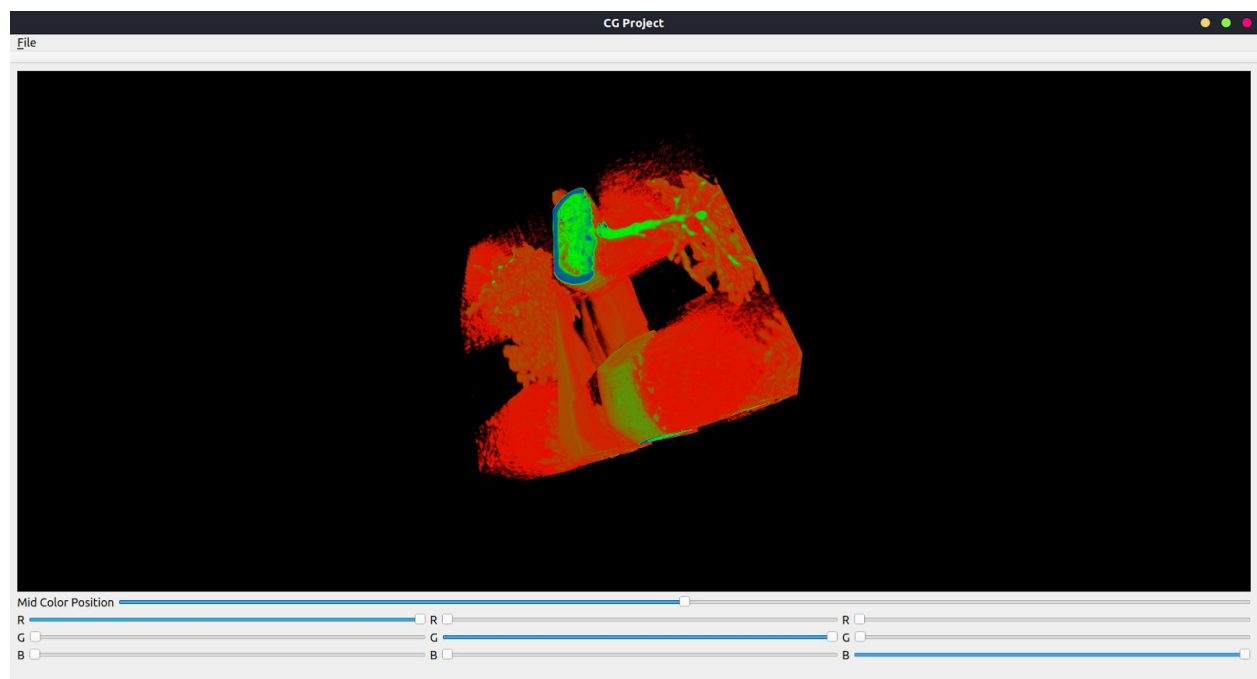 CG Project
File
Mid Color Position
R R R
G G G
B B B